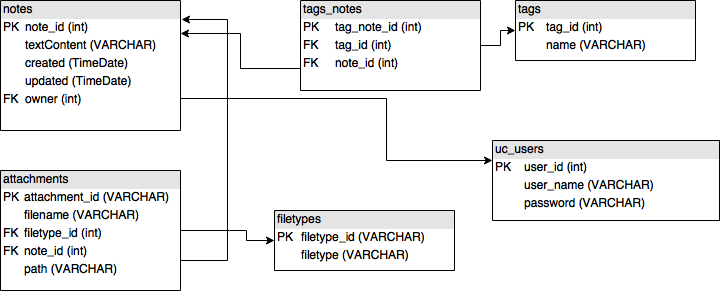 notes
PK note_id (int)
textContent (VARCHAR)
created (TimeDate)
updated (TimeDate)
FK owner (int)
tags_notes
PK tag_note_id (int)
FK tag_id (int)
FK note_id (int)
tags
PK tag_id (int)
name (VARCHAR)
uc_users
PK user_id (int)
user_name (VARCHAR)
password (VARCHAR)
attachments
PK attachment_id (VARCHAR)
filename (VARCHAR)
FK filetype_id (int)
FK note_id (int)
path (VARCHAR)
filetypes
PK filetype_id (VARCHAR)
filetype (VARCHAR)